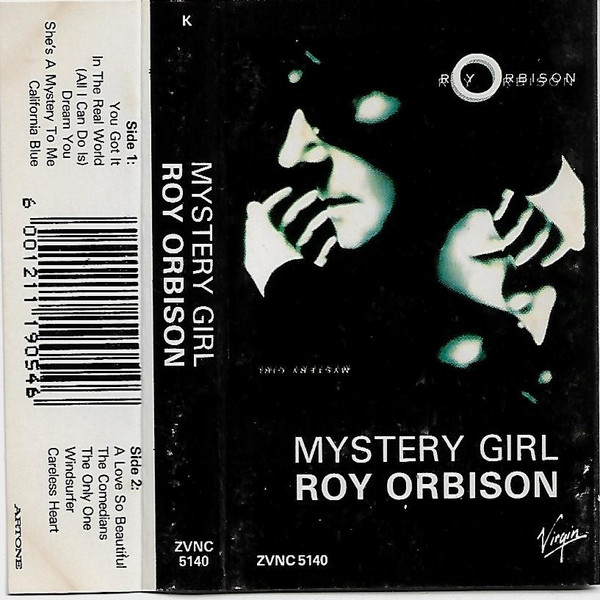 Side 1:
You Got It
In The Real World
(All I Can Do Is)
Dream You
She's A Mystery To Me
California Blue
6 001211 190546
Side 2:
A Love So Beautiful
The Comedians
The Only One
Windsurfer
Careless Heart
ARTONE
K
MYSTERY GIRL
ROY ORBISON
ZVNC
5140
ROY ORBISON
MYSTERY GIRL
MYSTERY GIRL
ROY ORBISON
ZVNC 5140
Virgin